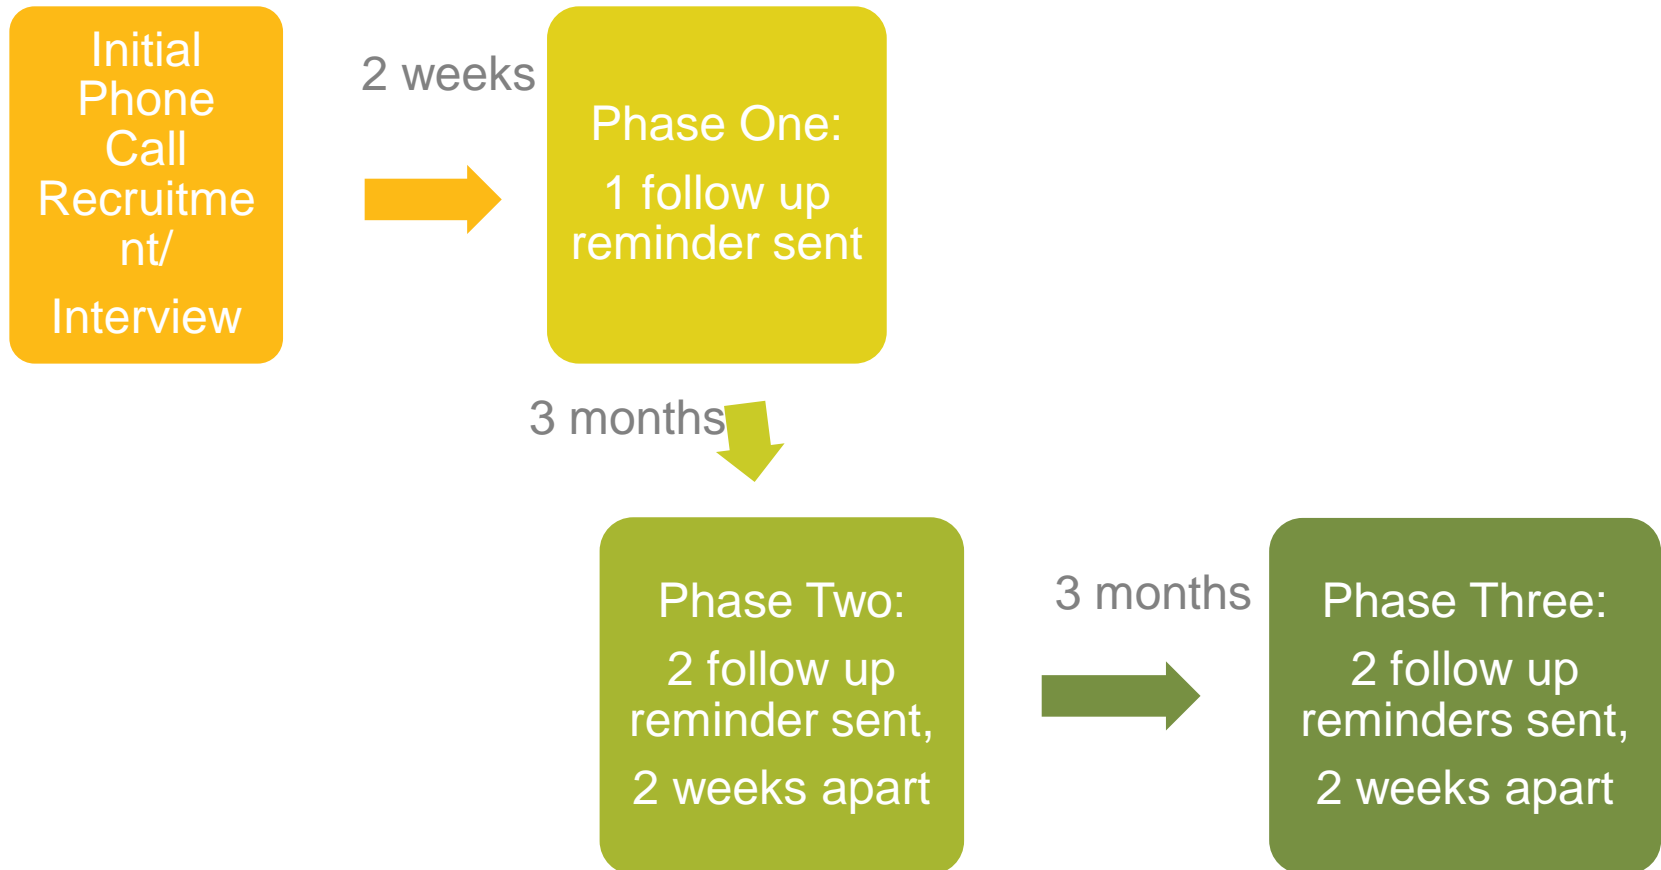 Initial
Phone
Call
Recruitme
nt/
Interview
2 weeks
Phase One:
1 follow up
reminder sent
3 months
Phase Two:
2 follow up
reminder sent,
2 weeks apart
3 months
Phase Three:
2 follow up
reminders sent,
2 weeks apart